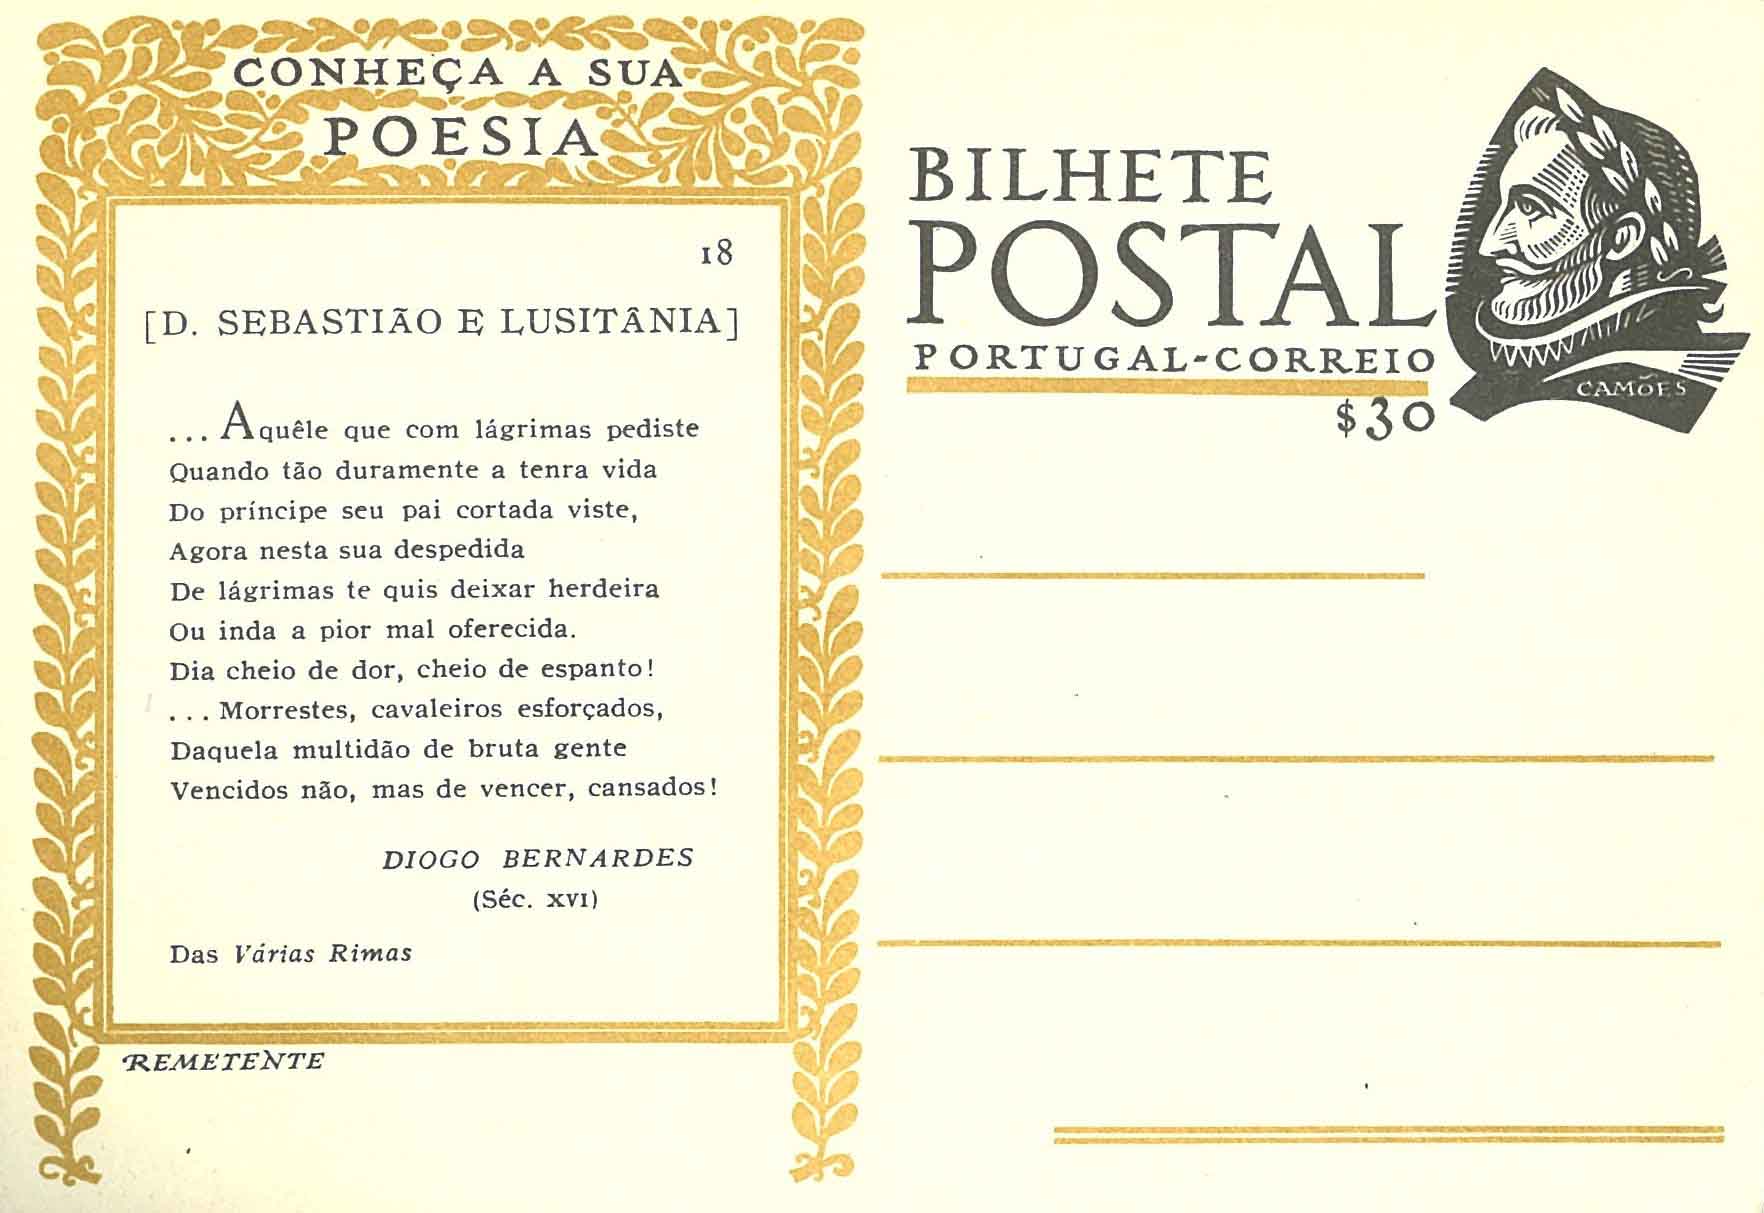 CONHEÇA A SUA
POESIA
18
[D. SEBASTIÃO E LUSITÂNIA]
... Aquêle que com lágrimas pediste
Quando tão duramente a tenra vida
Do príncipe seu pai cortada viste,
Agora nesta sua despedida
De lágrimas te quis deixar herdeira
Ou inda a pior mal oferecida.
Dia cheio de dor, cheio de espanto!
... Morrestes, cavaleiros esforçados,
Daquela multidão de bruta gente
Vencidos não, mas de vencer, cansados!
DIOGO BERNARDES
(Séc. XVI)
Das Várias Rimas
REMETENTE
BILHETE
POSTAL
PORTUGAL-CORREIO
$30
CAMÕES